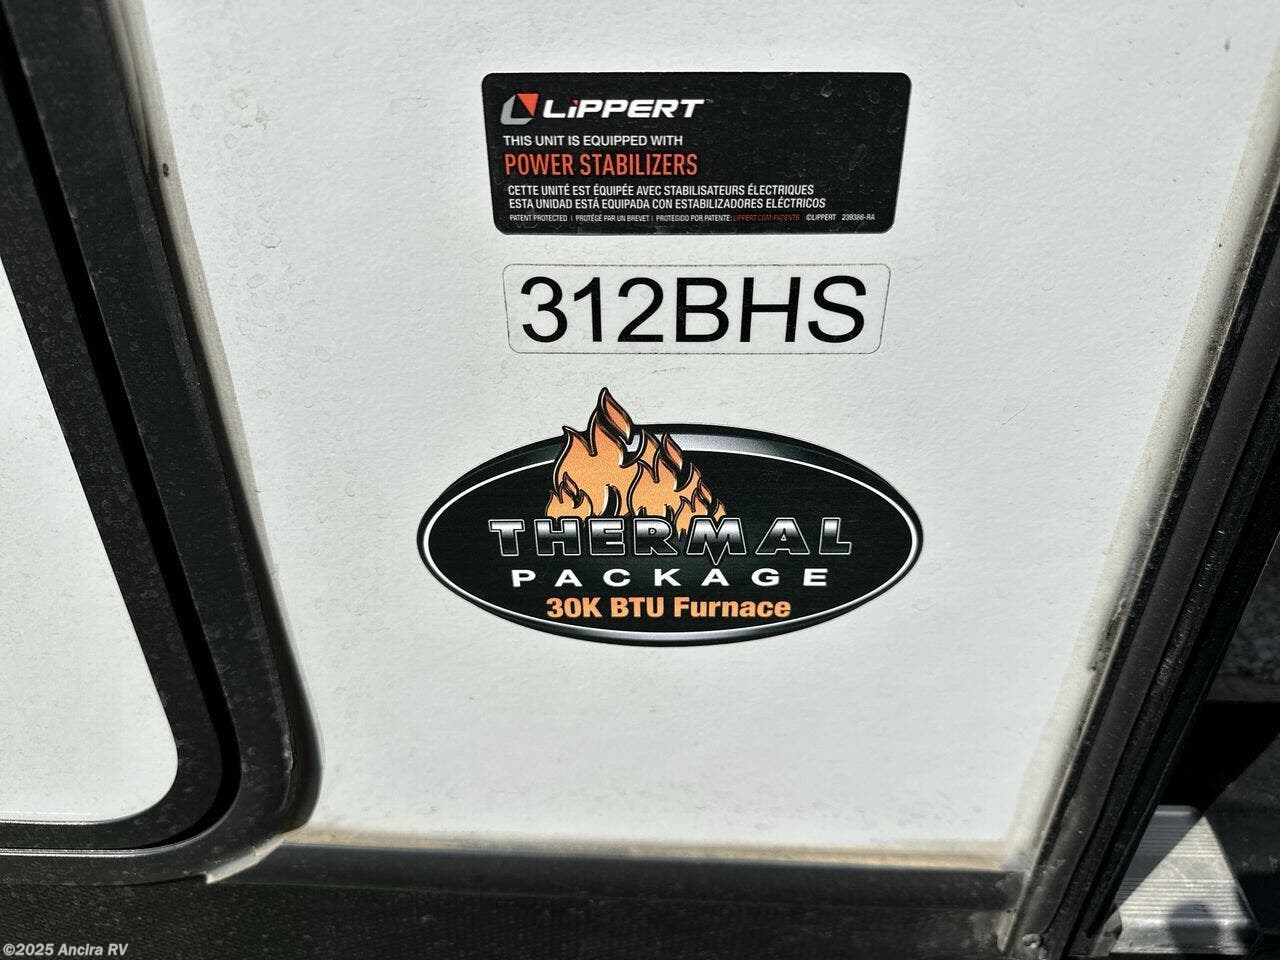 LiPPERT
THIS UNIT IS EQUIPPED WITH
POWER STABILIZERS
CETTE UNITÉ EST ÉQUIPÉE AVEC STABILISATEURS ÉLECTRIQUES
ESTA UNIDAD ESTÁ EQUIPADA CON ESTABILIZADORES ELÉCTRICOS
PATENT PROTECTED | PROTÉGÉ PAR UN BREVET | PROTEGIDO POR PATENTE: LIPPERT.COM/PATENTS ©LIPPERT 239386-RA
312BHS
THERMAL
PACKAGE
30K BTU Furnace
©2025 Ancira RV